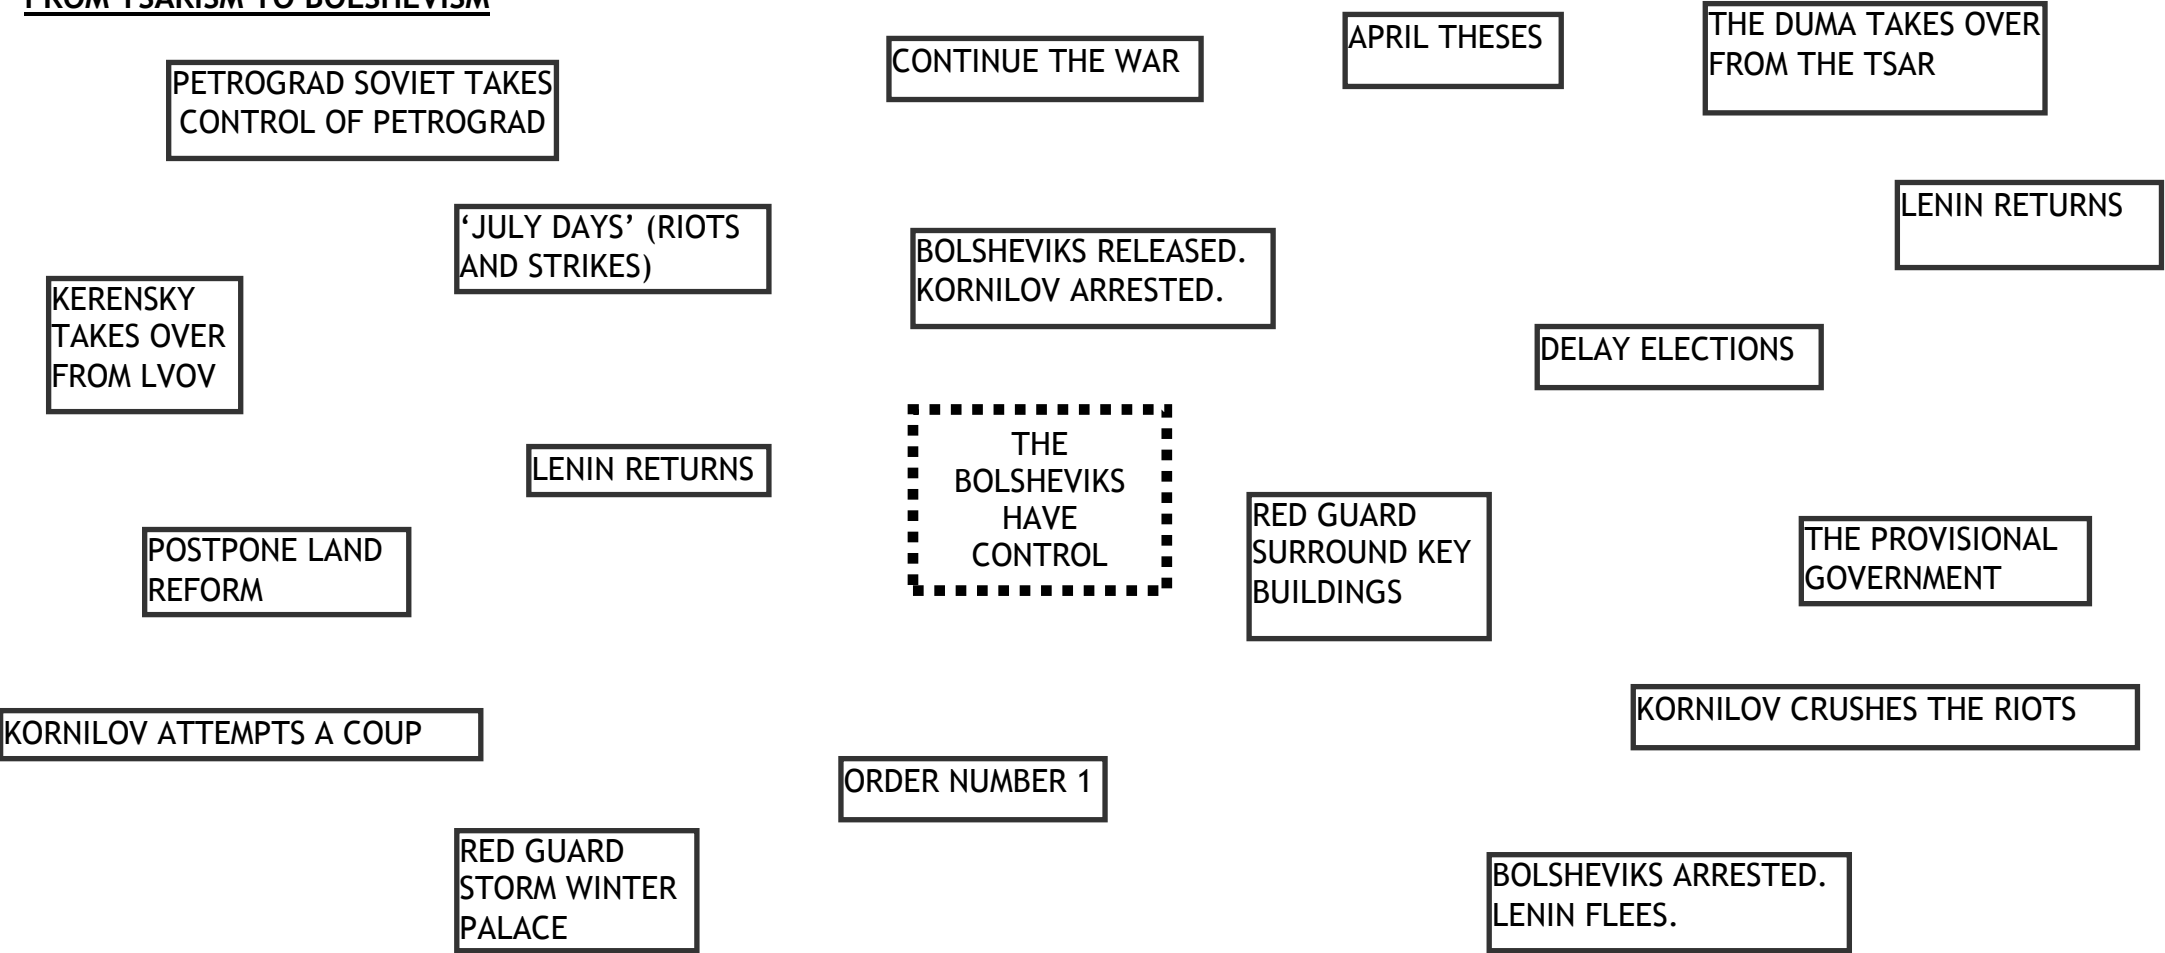 FROM TSARISM TO BOLSHEVISM
PETROGRAD SOVIET TAKES
CONTROL OF PETROGRAD
CONTINUE THE WAR
APRIL THESES
THE DUMA TAKES OVER
FROM THE TSAR
LENIN RETURNS
‘JULY DAYS’ (RIOTS
AND STRIKES)
BOLSHEVIKS RELEASED.
KORNILOV ARRESTED.
KERENSKY
TAKES OVER
FROM LVOV
DELAY ELECTIONS
LENIN RETURNS
THE
BOLSHEVIKS
HAVE
CONTROL
RED GUARD
SURROUND KEY
BUILDINGS
THE PROVISIONAL
GOVERNMENT
POSTPONE LAND
REFORM
KORNILOV CRUSHES THE RIOTS
KORNILOV ATTEMPTS A COUP
ORDER NUMBER 1
RED GUARD
STORM WINTER
PALACE
BOLSHEVIKS ARRESTED.
LENIN FLEES.